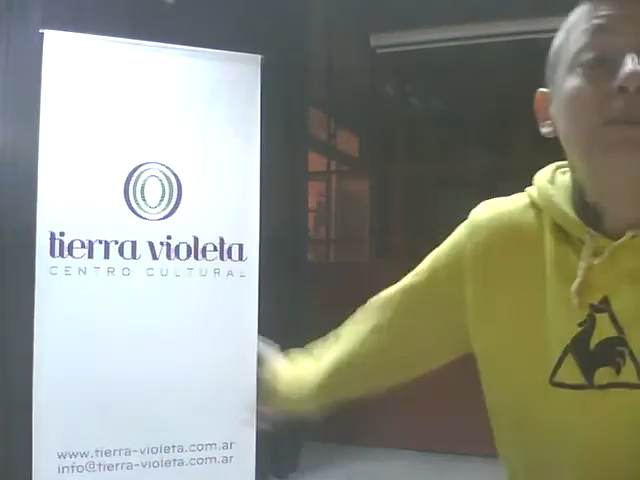 tierra violeta
CENTRO CULTURAL
www.tierra-violeta.com.ar
info@tierra-violeta.com.ar